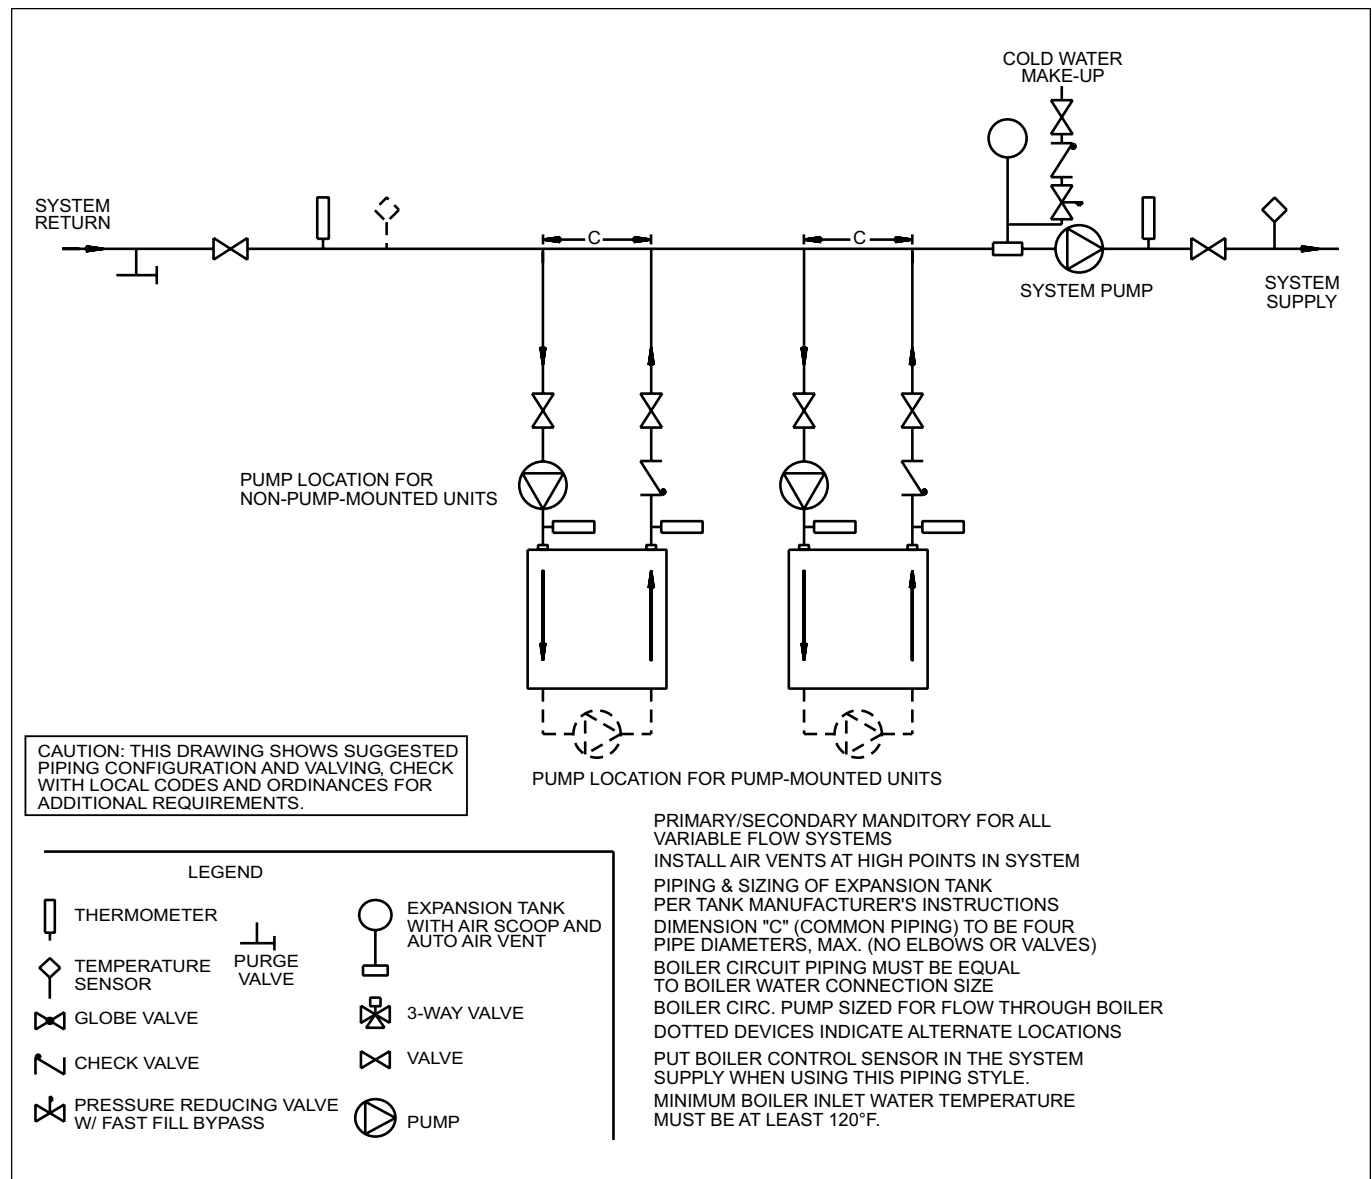 COLD WATER
MAKE-UP
SYSTEM
RETURN
C
C
SYSTEM PUMP
SYSTEM
SUPPLY
PUMP LOCATION FOR
NON-PUMP-MOUNTED UNITS
PUMP LOCATION FOR PUMP-MOUNTED UNITS
CAUTION: THIS DRAWING SHOWS SUGGESTED
PIPING CONFIGURATION AND VALVING, CHECK
WITH LOCAL CODES AND ORDINANCES FOR
ADDITIONAL REQUIREMENTS.
LEGEND
THERMOMETER
TEMPERATURE
SENSOR
PURGE
VALVE
GLOBE VALVE
CHECK VALVE
PRESSURE REDUCING VALVE
W/ FAST FILL BYPASS
EXPANSION TANK
WITH AIR SCOOP AND
AUTO AIR VENT
3-WAY VALVE
VALVE
PUMP
PRIMARY/SECONDARY MANDITORY FOR ALL
VARIABLE FLOW SYSTEMS
INSTALL AIR VENTS AT HIGH POINTS IN SYSTEM
PIPING & SIZING OF EXPANSION TANK
PER TANK MANUFACTURER'S INSTRUCTIONS
DIMENSION "C" (COMMON PIPING) TO BE FOUR
PIPE DIAMETERS, MAX. (NO ELBOWS OR VALVES)
BOILER CIRCUIT PIPING MUST BE EQUAL
TO BOILER WATER CONNECTION SIZE
BOILER CIRC. PUMP SIZED FOR FLOW THROUGH BOILER
DOTTED DEVICES INDICATE ALTERNATE LOCATIONS
PUT BOILER CONTROL SENSOR IN THE SYSTEM
SUPPLY WHEN USING THIS PIPING STYLE.
MINIMUM BOILER INLET WATER TEMPERATURE
MUST BE AT LEAST 120°F.